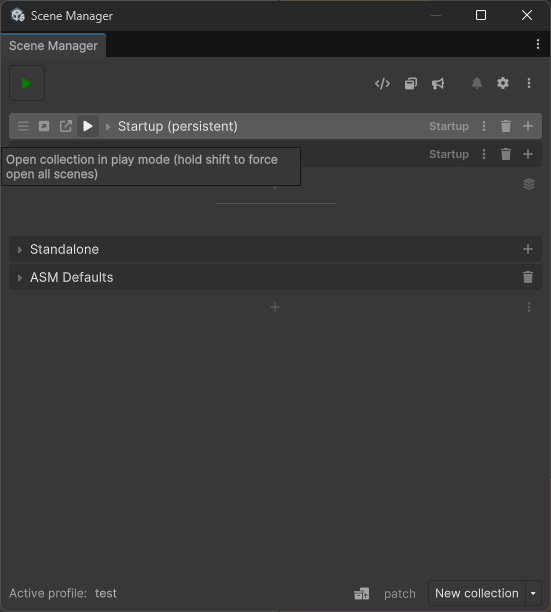 Scene Manager
Scene Manager
Startup (persistent)
Startup
Open collection in play mode (hold shift to force
open all scenes)
Startup
Standalone
ASM Defaults
Active profile: test
patch
New collection